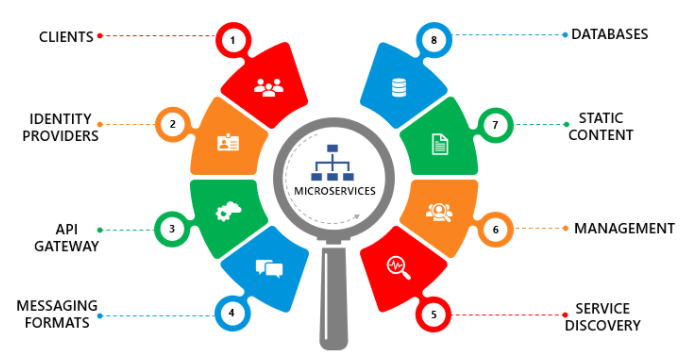 CLIENTS
1
IDENTITY
PROVIDERS
2
API
GATEWAY
3
MESSAGING
FORMATS
4
MICROSERVICES
8
DATABASES
7
STATIC
CONTENT
6
MANAGEMENT
5
SERVICE
DISCOVERY